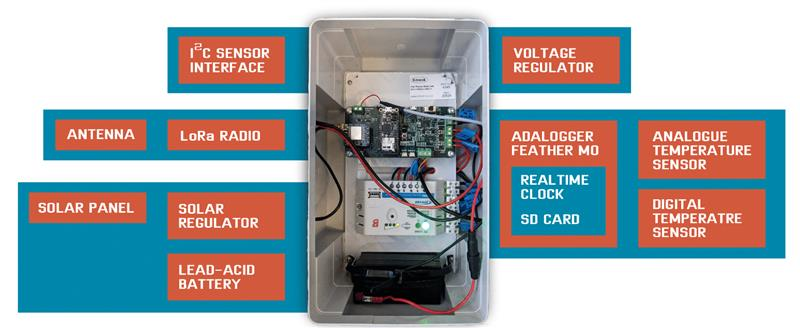 I²C SENSOR
INTERFACE
VOLTAGE
REGULATOR
ANTENNA
LoRa RADIO
ADALOGGER
FEATHER MO
REALTIME
CLOCK
SD CARD
ANALOGUE
TEMPERATURE
SENSOR
DIGITAL
TEMPERATRE
SENSOR
SOLAR PANEL
SOLAR
REGULATOR
LEAD-ACID
BATTERY